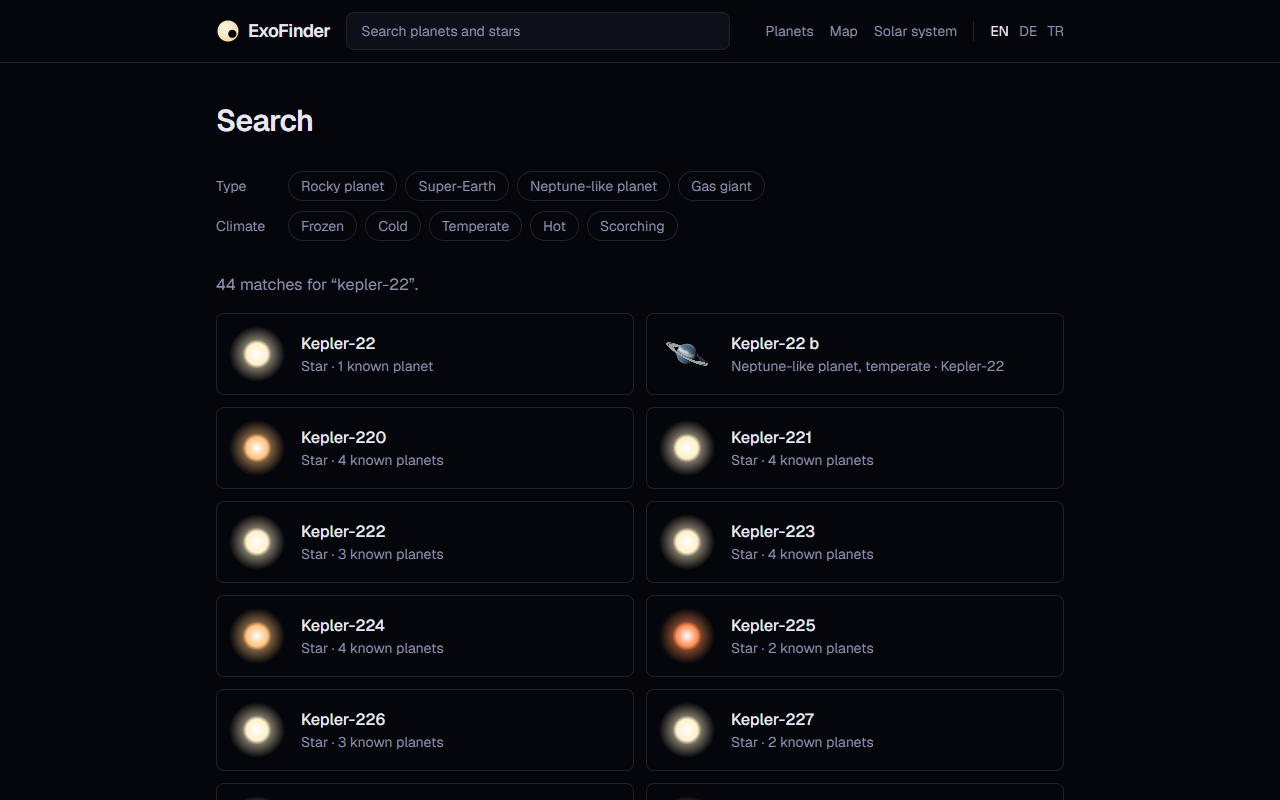 ExoFinder
Search planets and stars
Planets Map Solar system EN DE TR
Search
Type Rocky planet Super-Earth Neptune-like planet Gas giant
Climate Frozen Cold Temperate Hot Scorching
44 matches for “kepler-22”.
Kepler-22
Star · 1 known planet
Kepler-22 b
Neptune-like planet, temperate · Kepler-22
Kepler-220
Star · 4 known planets
Kepler-221
Star · 4 known planets
Kepler-222
Star · 3 known planets
Kepler-223
Star · 4 known planets
Kepler-224
Star · 4 known planets
Kepler-225
Star · 2 known planets
Kepler-226
Star · 3 known planets
Kepler-227
Star · 2 known planets